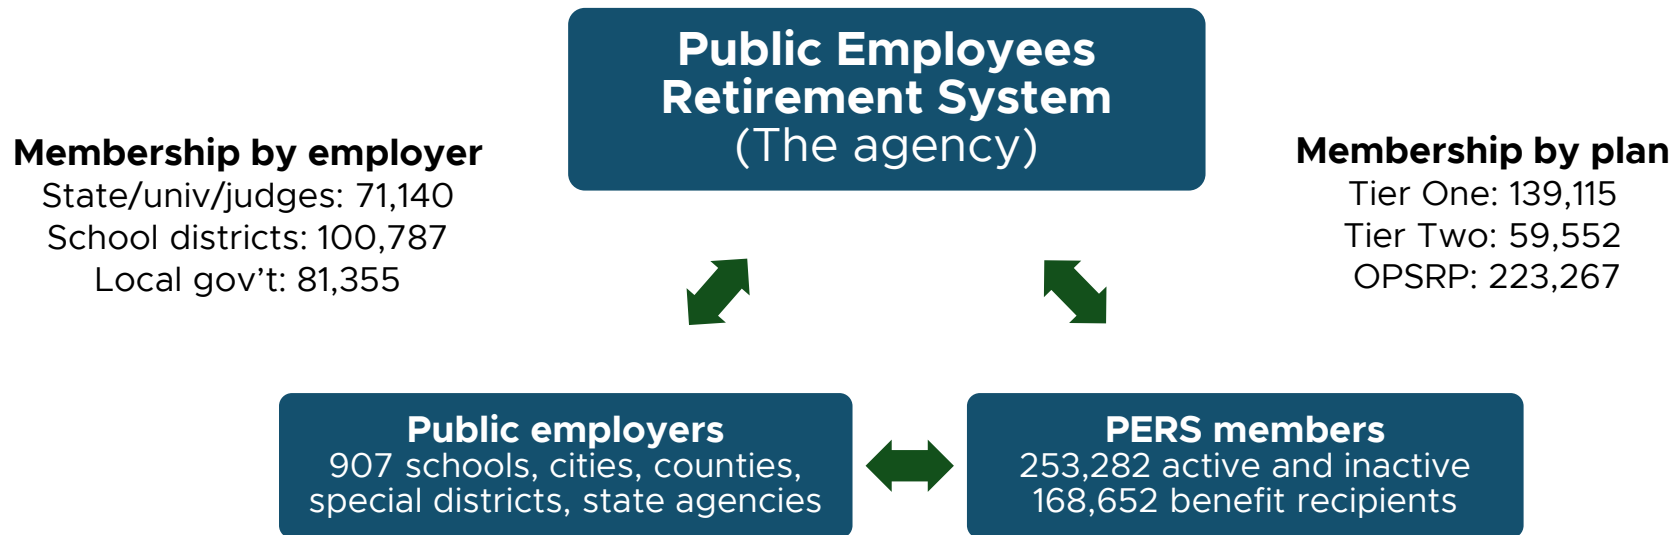 Public Employees
Retirement System
(The agency)
Membership by employer
State/univ/judges: 71,140
School districts: 100,787
Local gov’t: 81,355
Membership by plan
Tier One: 139,115
Tier Two: 59,552
OPSRP: 223,267
Public employers
907 schools, cities, counties,
special districts, state agencies
PERS members
253,282 active and inactive
168,652 benefit recipients